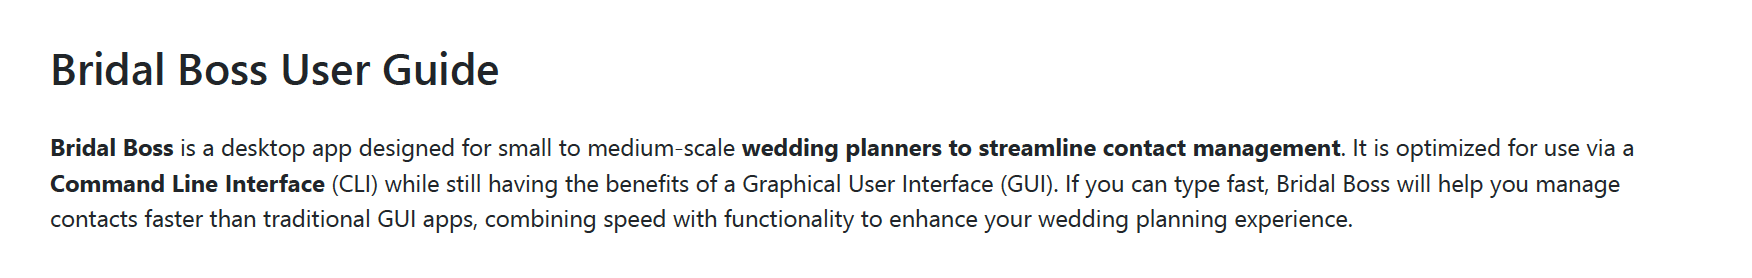 Bridal Boss User Guide
Bridal Boss is a desktop app designed for small to medium-scale wedding planners to streamline contact management. It is optimized for use via a
Command Line Interface (CLI) while still having the benefits of a Graphical User Interface (GUI). If you can type fast, Bridal Boss will help you manage
contacts faster than traditional GUI apps, combining speed with functionality to enhance your wedding planning experience.